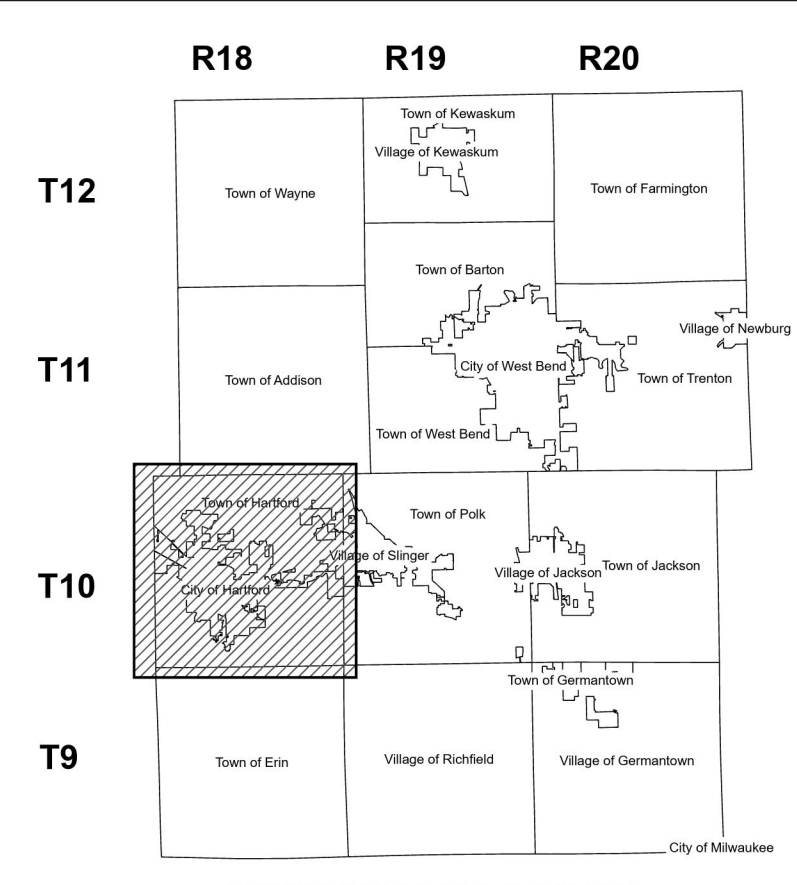 R18 R19 R20
Town of Kewaskum
Village of Kewaskum
T12
Town of Wayne
Town of Farmington
Town of Barton
Village of Newburg
T11
City of West Bend
Town of Addison
Town of Trenton
Town of West Bend
Town of Hartford
Town of Polk
Village of Slinger
Village of Jackson
Town of Jackson
T10
City of Hartford
Town of Germantown
T9
Town of Erin
Village of Richfield
Village of Germantown
City of Milwaukee